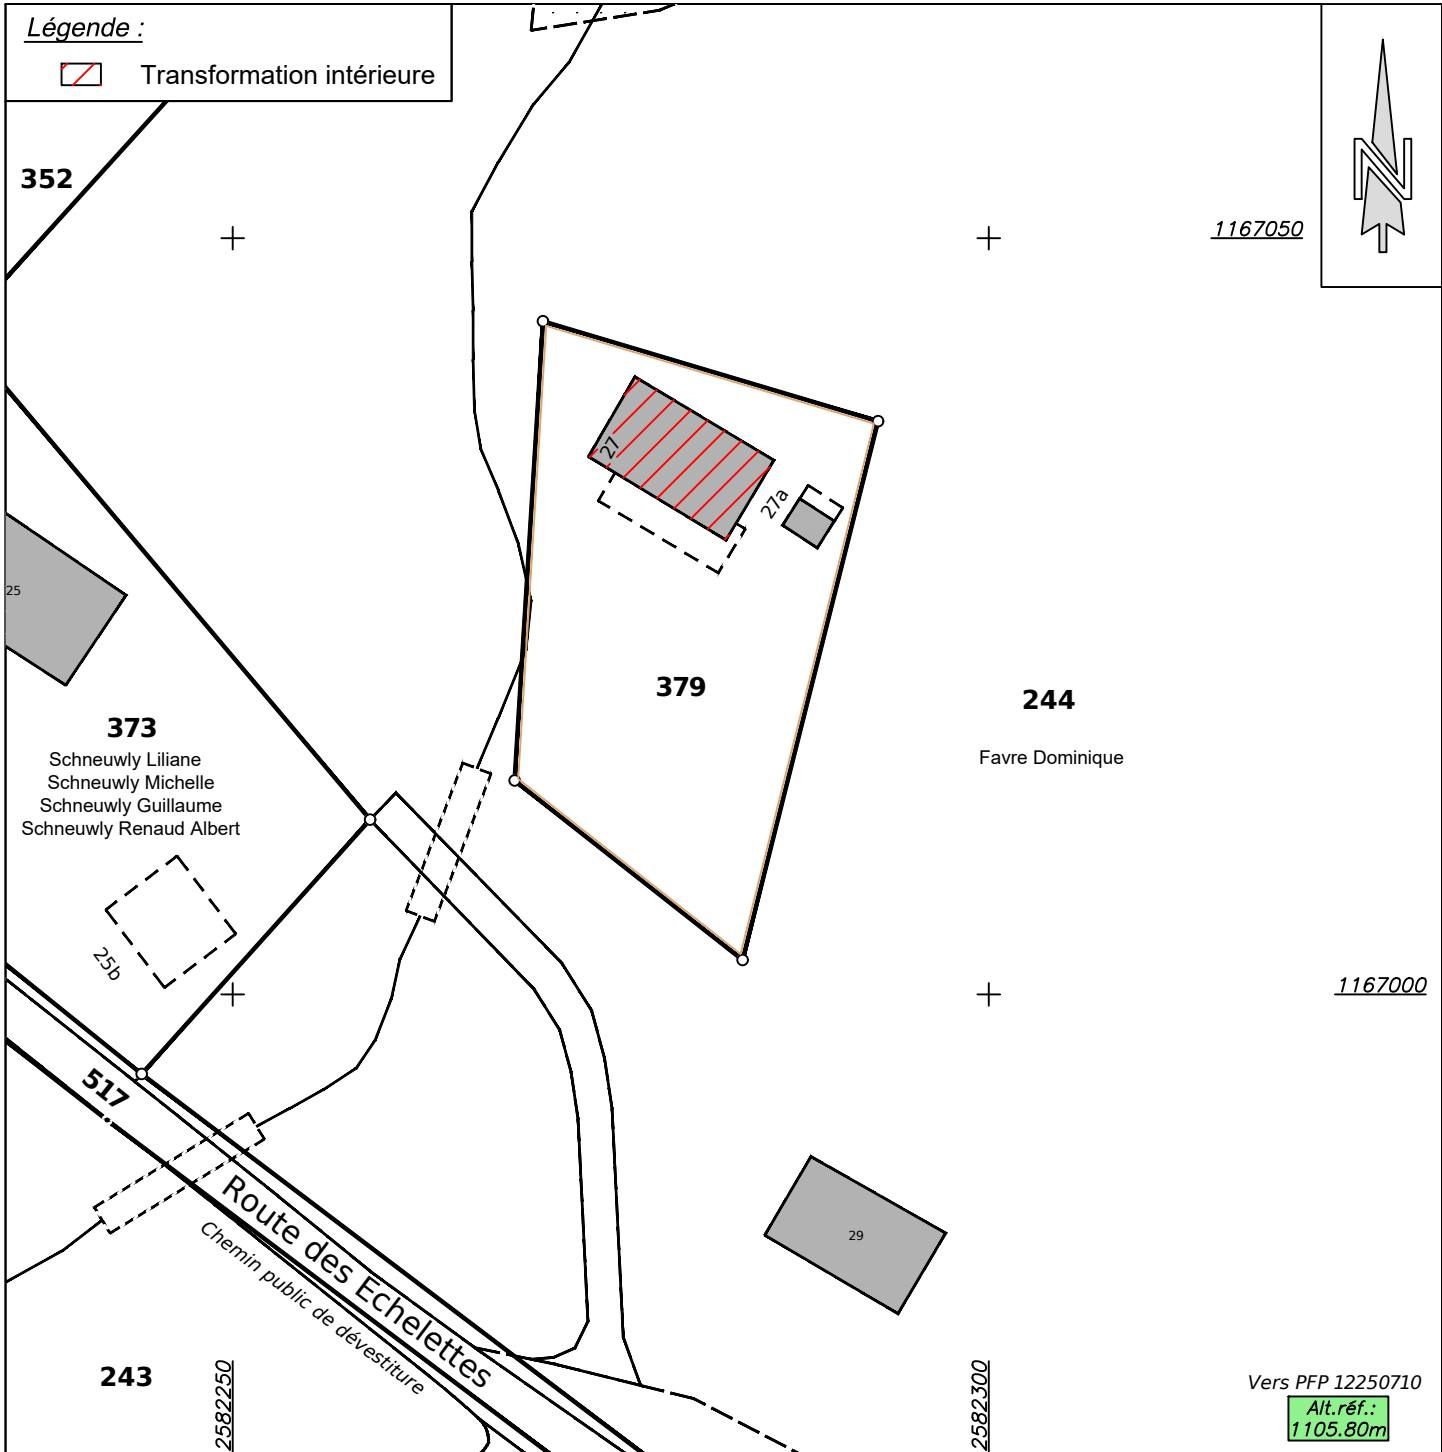 Légende :
Transformation intérieure
N
352
1167050
27
27a
25
379
244
373
Favre Dominique
Schneuwly Liliane
Schneuwly Michelle
Schneuwly Guillaume
Schneuwly Renaud Albert
25b
1167000
517
Route des Echelettes
Chemin public de dévestiture
29
243
2582250
2582300
Vers PFP 12250710
Alt.réf.:
1105.80m